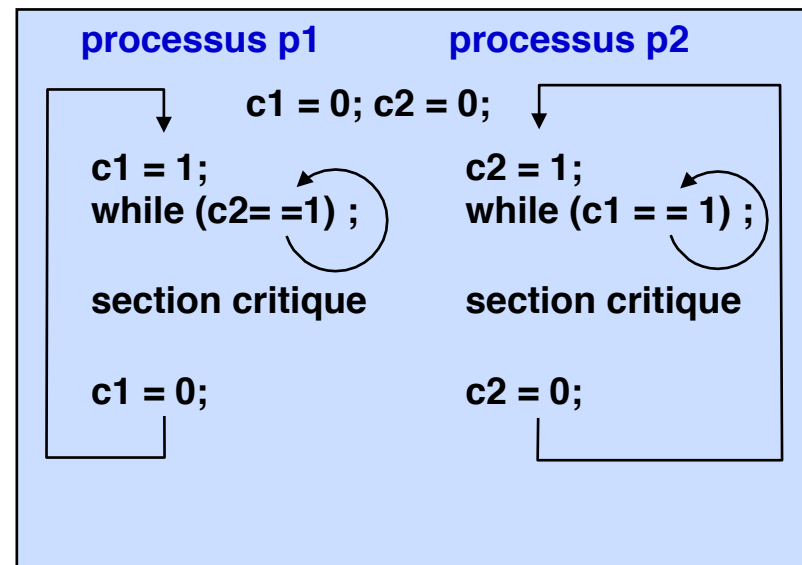 processus p1 processus p2
c1 = 0; c2 = 0;
c1 = 1; c2 = 1;
while (c2= =1) ; while (c1 = = 1) ;
section critique section critique
c1 = 0; c2 = 0;